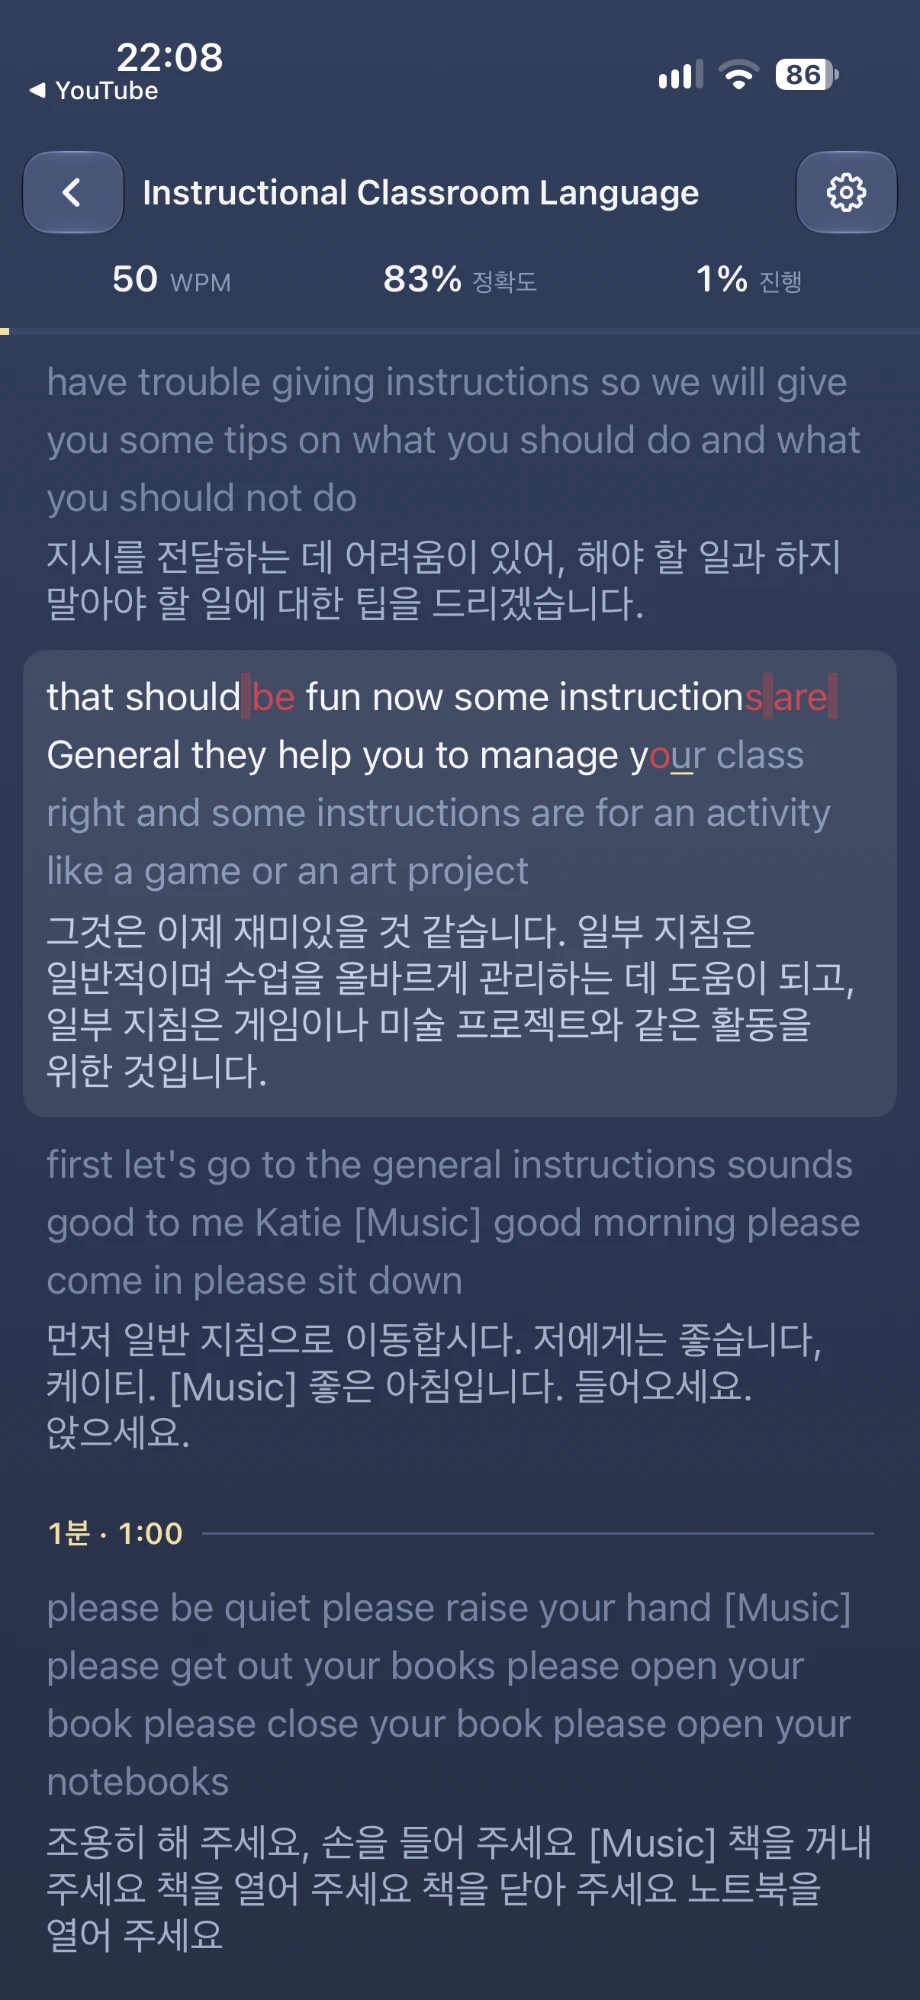 22:08
◀ YouTube
86
Instructional Classroom Language
50 WPM 83% 정확도 1% 진행
have trouble giving instructions so we will give
you some tips on what you should do and what
you should not do
지시를 전달하는 데 어려움이 있어, 해야 할 일과 하지
말아야 할 일에 대한 팁을 드리겠습니다.
that should be fun now some instructions are
General they help you to manage your class
right and some instructions are for an activity
like a game or an art project
그것은 이제 재미있을 것 같습니다. 일부 지침은
일반적이며 수업을 올바르게 관리하는 데 도움이 되고,
일부 지침은 게임이나 미술 프로젝트와 같은 활동을
위한 것입니다.
first let's go to the general instructions sounds
good to me Katie [Music] good morning please
come in please sit down
먼저 일반 지침으로 이동합시다. 저에게는 좋습니다,
케이티. [Music] 좋은 아침입니다. 들어오세요.
앉으세요.
1분 · 1:00
please be quiet please raise your hand [Music]
please get out your books please open your
book please close your book please open your
notebooks
조용히 해 주세요, 손을 들어 주세요 [Music] 책을 꺼내
주세요 책을 열어 주세요 책을 닫아 주세요 노트북을
열어 주세요